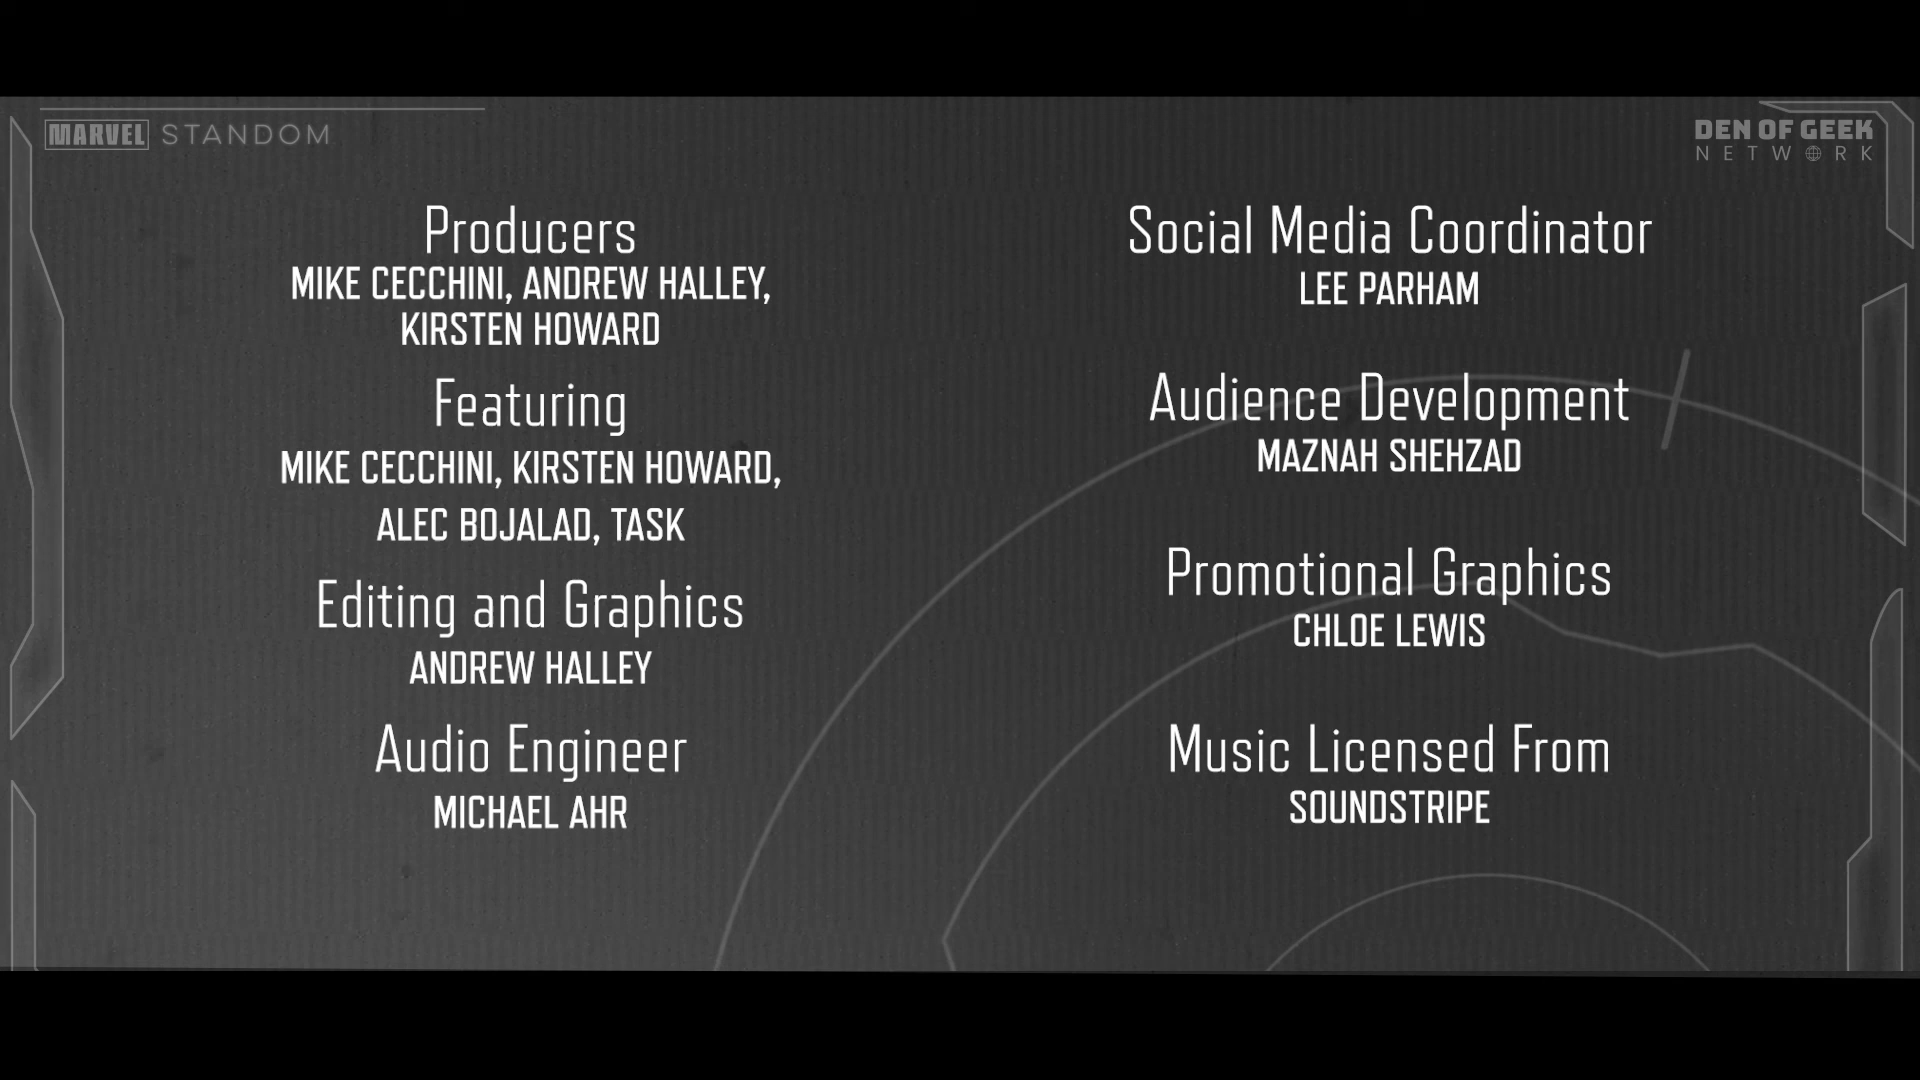 MARVEL STANDOM
DEN OF GEEK
NETWORK
Producers
MIKE CECCHINI, ANDREW HALLEY,
KIRSTEN HOWARD
Featuring
MIKE CECCHINI, KIRSTEN HOWARD,
ALEC BOJALAD, TASK
Editing and Graphics
ANDREW HALLEY
Audio Engineer
MICHAEL AHR
Social Media Coordinator
LEE PARHAM
Audience Development
MAZNAH SHEHZAD
Promotional Graphics
CHLOE LEWIS
Music Licensed From
SOUNDSTRIPE